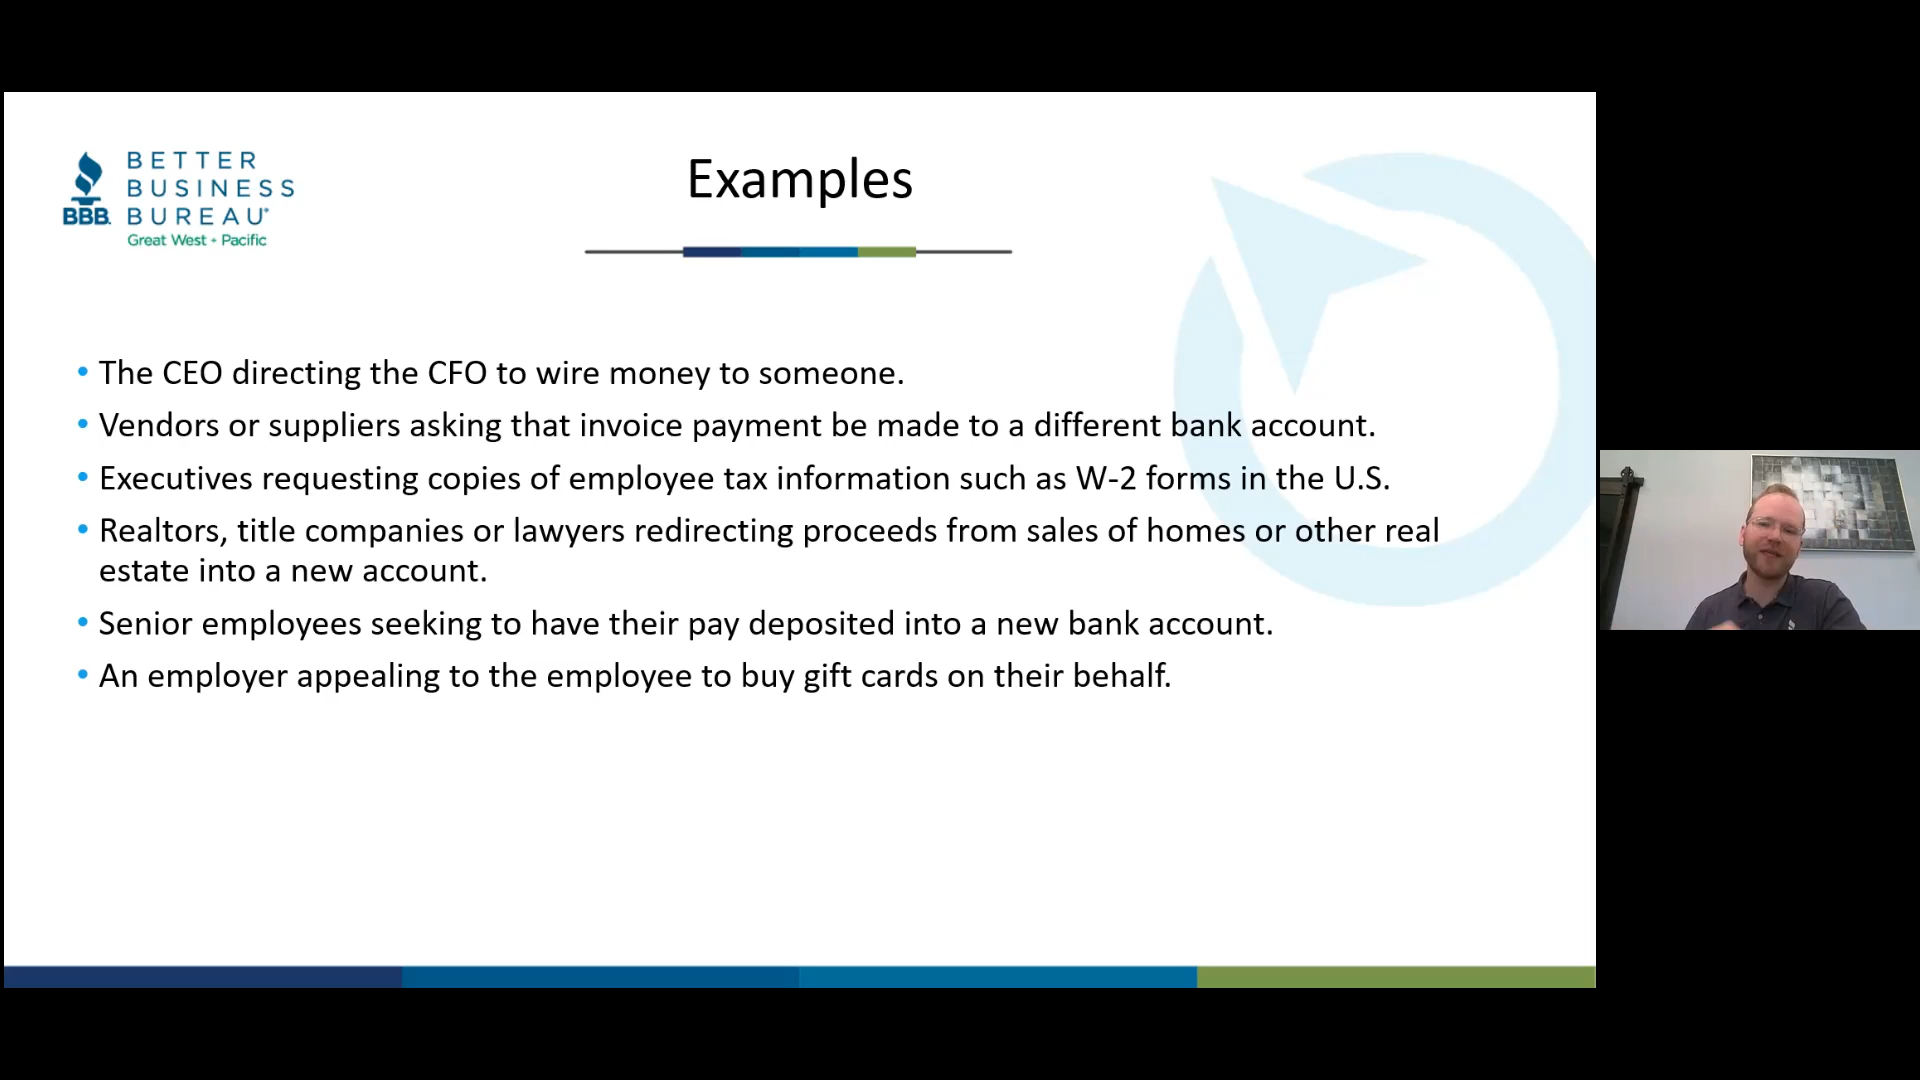 BETTER
BUSINESS
BBB. BUREAU®
Great West + Pacific
Examples
• The CEO directing the CFO to wire money to someone.
• Vendors or suppliers asking that invoice payment be made to a different bank account.
• Executives requesting copies of employee tax information such as W-2 forms in the U.S.
• Realtors, title companies or lawyers redirecting proceeds from sales of homes or other real
estate into a new account.
• Senior employees seeking to have their pay deposited into a new bank account.
• An employer appealing to the employee to buy gift cards on their behalf.